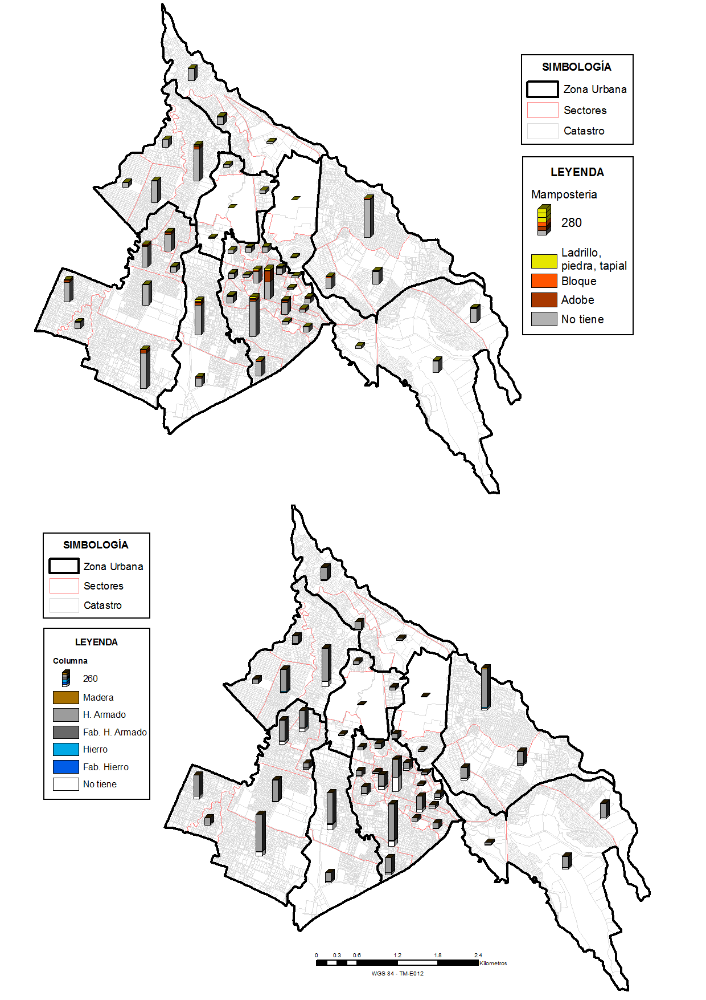 SIMBOLOGÍA
Zona Urbana
Sectores
Catastro
LEYENDA
Mamposteria
280
Ladrillo,
piedra, tapial
Bloque
Adobe
No tiene
SIMBOLOGÍA
Zona Urbana
Sectores
Catastro
LEYENDA
Columna
260
Madera
H. Armado
Fab. H. Armado
Hierro
Fab. Hierro
No tiene
0 0.3 0.6 1.2 1.8 2.4
Kilometros
WGS 84 - TM-E012